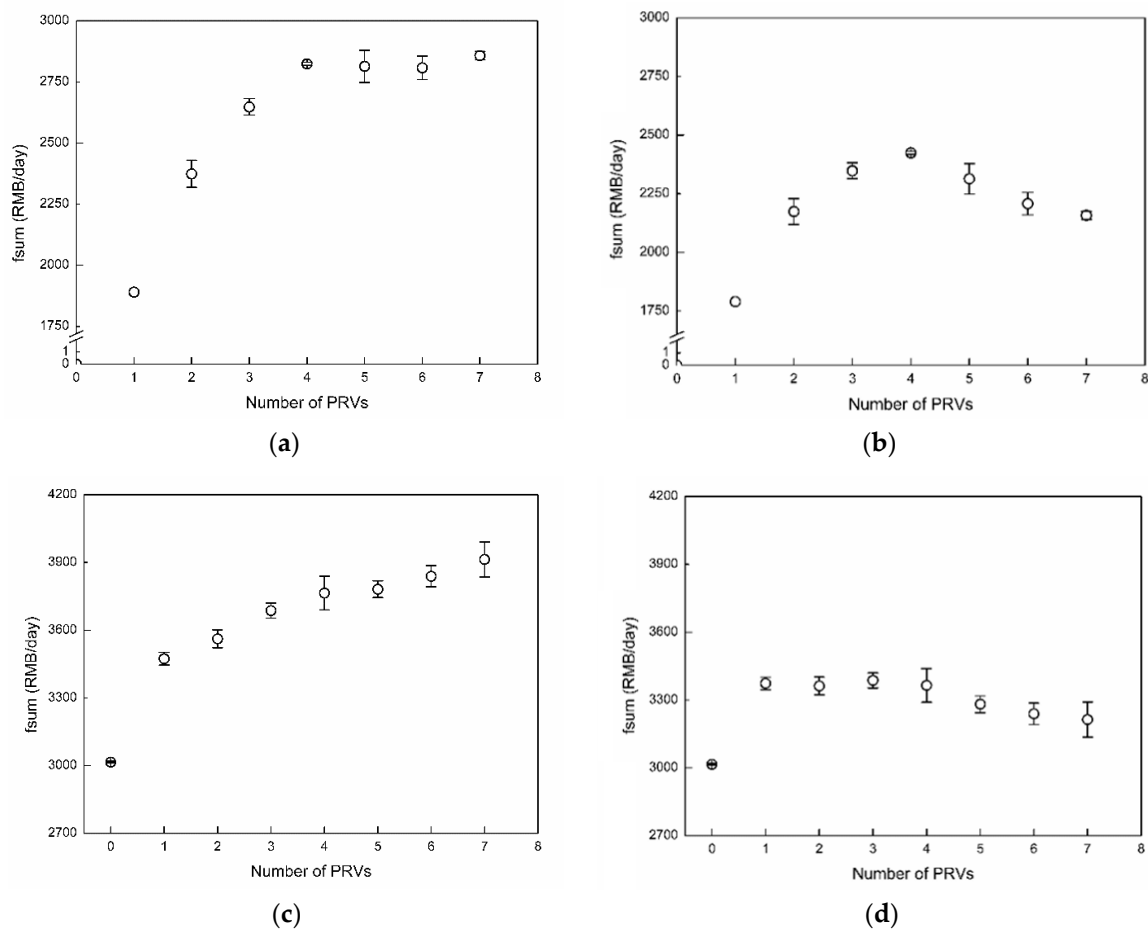 3000
2750
2500
2250
2000
1750
1
0
fsum (RMB/day)
0 1 2 3 4 5 6 7 8
Number of PRVs
(a)
3000
2750
2500
2250
2000
1750
1
0
fsum (RMB/day)
0 1 2 3 4 5 6 7 8
Number of PRVs
(b)
4200
3900
3600
3300
3000
2700
fsum (RMB/day)
0 1 2 3 4 5 6 7 8
Number of PRVs
(c)
4200
3900
3600
3300
3000
2700
fsum (RMB/day)
0 1 2 3 4 5 6 7 8
Number of PRVs
(d)